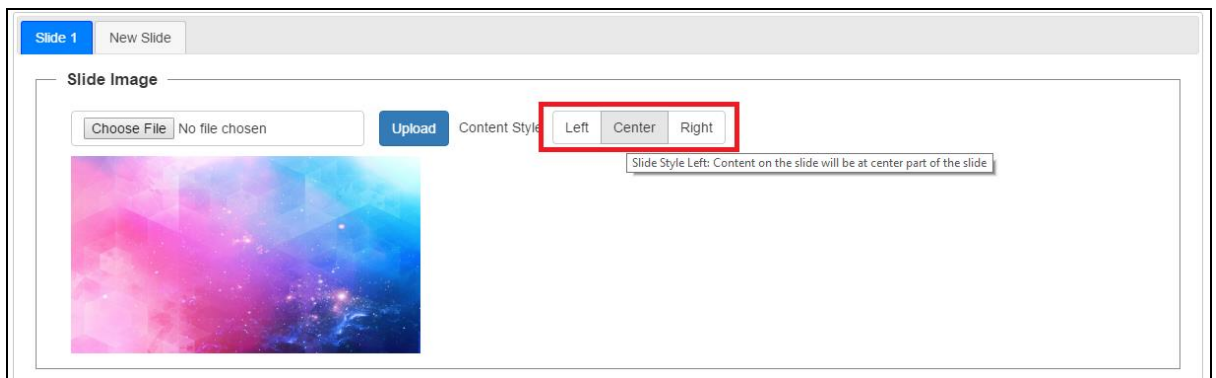 Slide 1 New Slide
Slide Image
Choose File No file chosen Upload Content Style Left Center Right
Slide Style Left: Content on the slide will be at center part of the slide